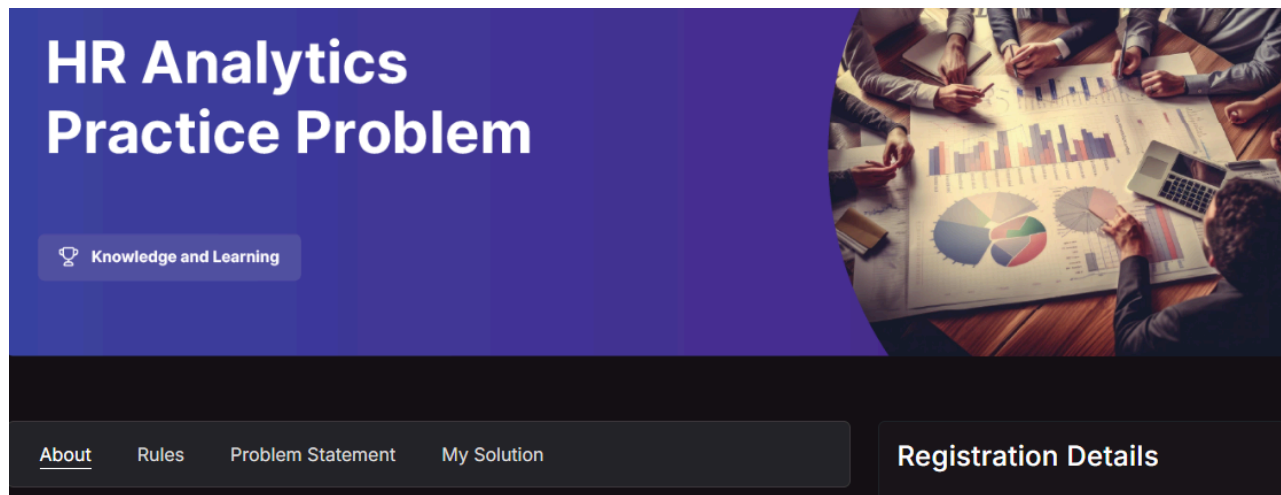 HR Analytics
Practice Problem
Knowledge and Learning
About Rules Problem Statement My Solution
Registration Details